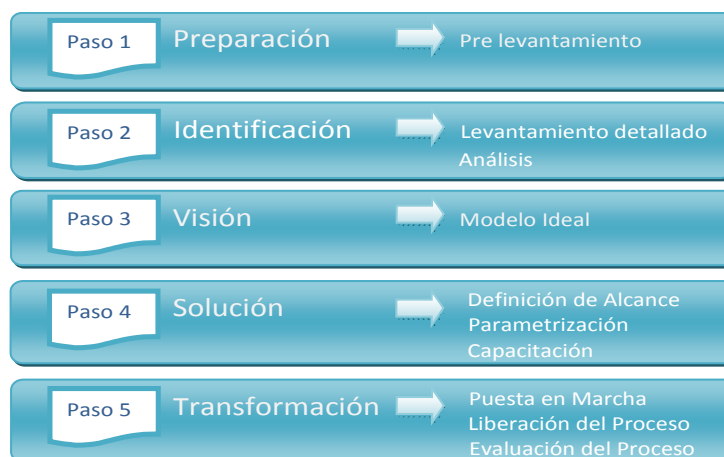 Paso 1 Preparación Pre levantamiento
Paso 2 Identificación Levantamiento detallado
Análisis
Paso 3 Visión Modelo Ideal
Paso 4 Solución Definición de Alcance
Parametrización
Capacitación
Paso 5 Transformación Puesta en Marcha
Liberación del Proceso
Evaluación del Proceso